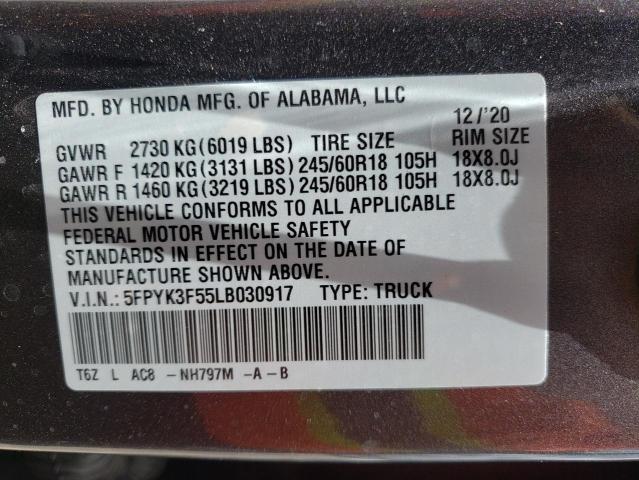 MFD. BY HONDA MFG. OF ALABAMA, LLC
12/'20
GVWR 2730 KG(6019 LBS) TIRE SIZE RIM SIZE
GAWR F 1420 KG(3131 LBS)245/60R18 105H 18X8.0J
GAWR R 1460 KG(3219 LBS)245/60R18 105H 18X8.0J
THIS VEHICLE CONFORMS TO ALL APPLICABLE
FEDERAL MOTOR VEHICLE SAFETY
STANDARDS IN EFFECT ON THE DATE OF
MANUFACTURE SHOWN ABOVE.
V.I.N.: 5FPYK3F55LB030917 TYPE: TRUCK
T6Z L AC8 -NH797M -A-B